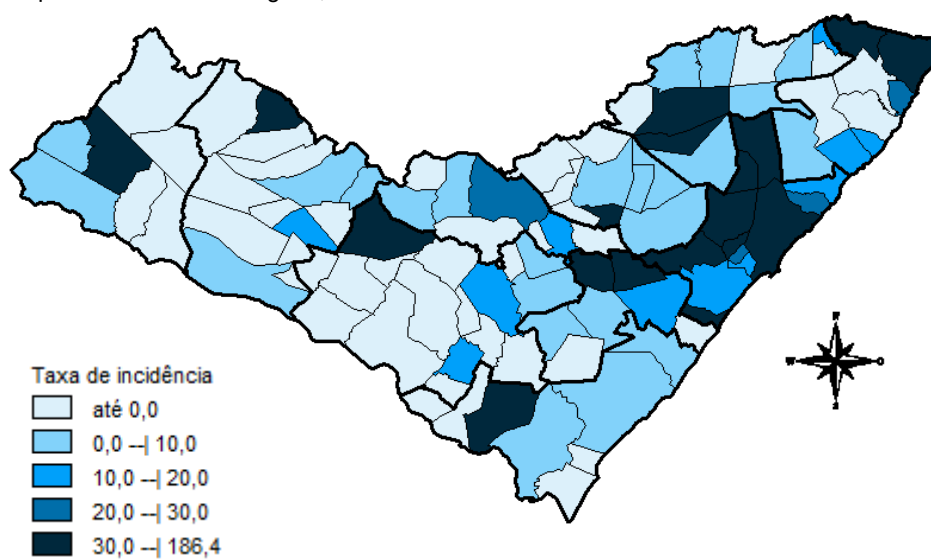 Taxa de incidência
até 0,0
0,0 --| 10,0
10,0 --| 20,0
20,0 --| 30,0
30,0 --| 186,4
N
W
O
S